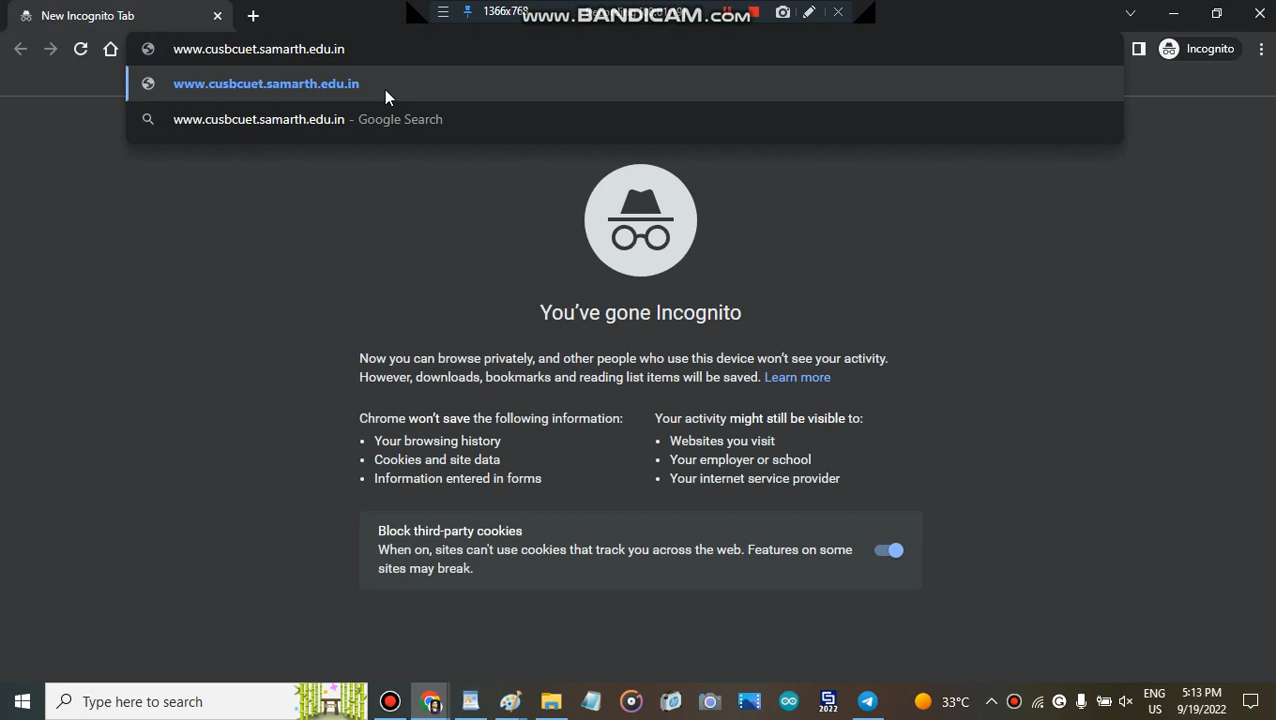 New Incognito Tab
1366x768
www.BANDICAM.com
www.cusbcuet.samarth.edu.in
Incognito
www.cusbcuet.samarth.edu.in
www.cusbcuet.samarth.edu.in - Google Search
You've gone Incognito
Now you can browse privately, and other people who use this device won't see your activity.
However, downloads, bookmarks and reading list items will be saved. Learn more
Chrome won't save the following information:
• Your browsing history
• Cookies and site data
• Information entered in forms
Your activity might still be visible to:
• Websites you visit
• Your employer or school
• Your internet service provider
Block third-party cookies
When on, sites can't use cookies that track you across the web. Features on some
sites may break.
Type here to search
2022
33°C
ENG
US
5:13 PM
9/19/2022